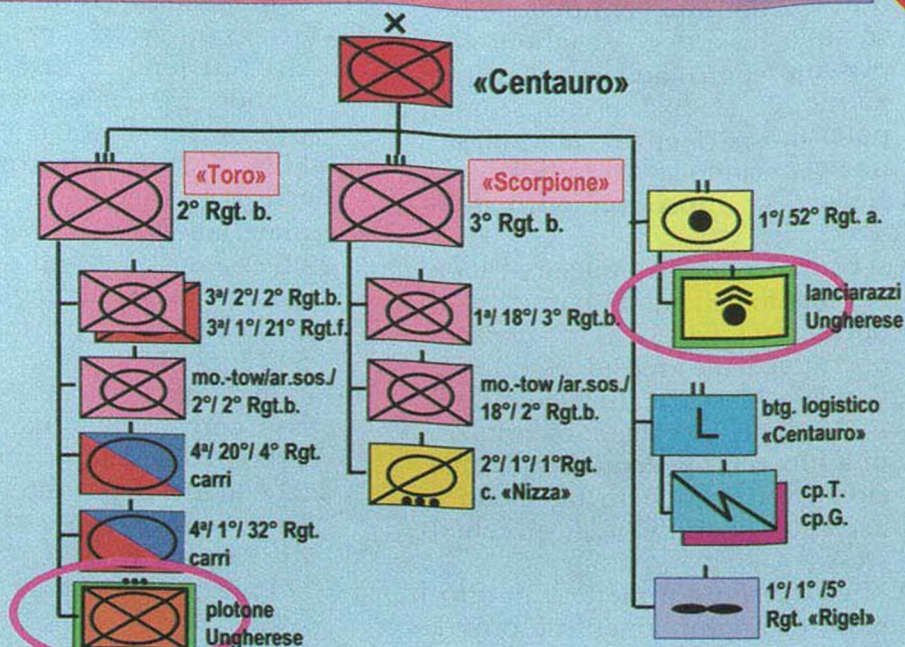 «Centauro»
«Toro»
2° Rgt. b.
3ª/ 2°/ 2° Rgt.b.
3ª/ 1°/ 21° Rgt.f.
mo.-tow/ar.sos./
2°/ 2° Rgt.b.
4ª/ 20°/ 4° Rgt.
carri
4ª/ 1°/ 32° Rgt.
carri
plotone
Ungherese
«Scorpione»
3° Rgt. b.
1ª/ 18°/ 3° Rgt.b.
mo.-tow /ar.sos./
18°/ 2° Rgt.b.
2°/ 1°/ 1°Rgt.
c. «Nizza»
1°/ 52° Rgt. a.
lanciarazzi
Ungherese
L
btg. logistico
«Centauro»
cp.T.
cp.G.
1°/ 1° /5°
Rgt. «Rigel»